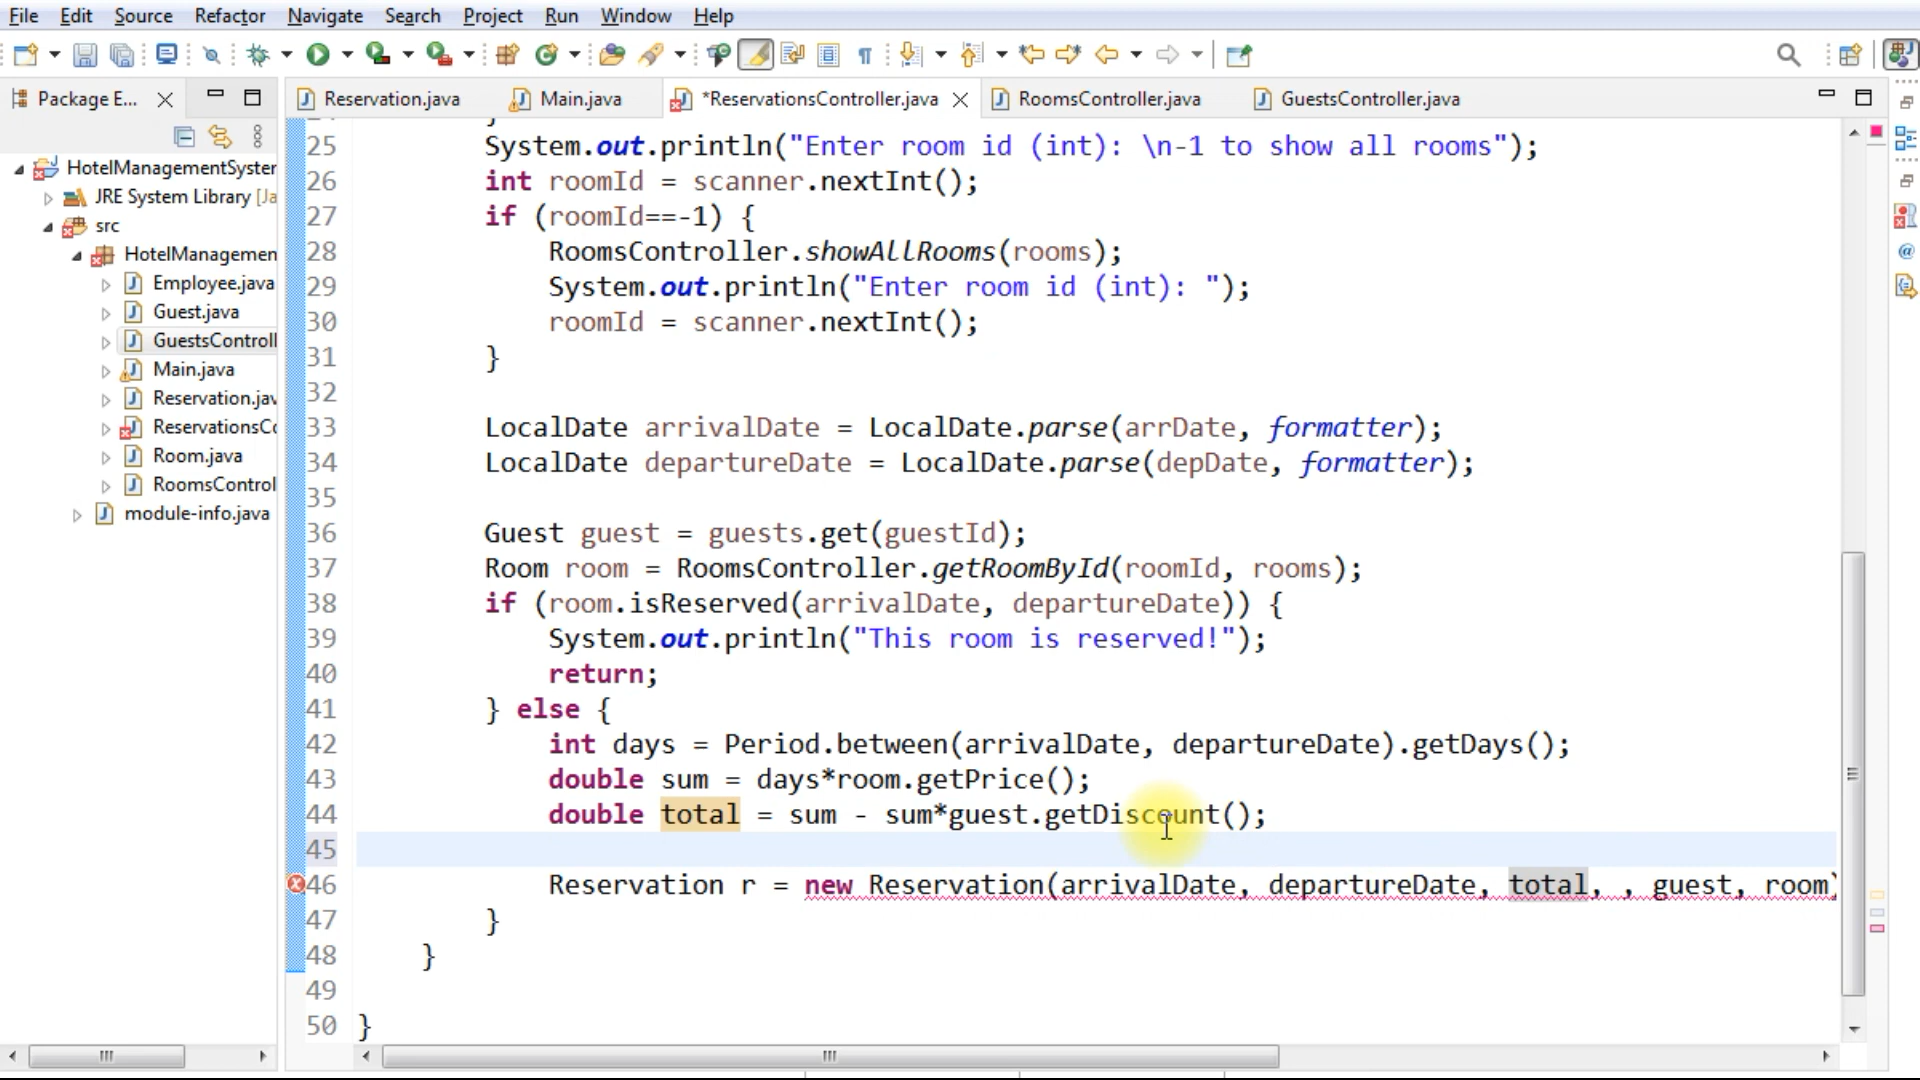 File Edit Source Refactor Navigate Search Project Run Window Help
Package E...
Reservation.java Main.java *ReservationsController.java RoomsController.java GuestsController.java
HotelManagementSyster
JRE System Library [Ja
src
HotelManagemen
Employee.java
Guest.java
GuestsControll
Main.java
Reservation.jav
ReservationsCo
Room.java
RoomsControl
module-info.java
25 System.out.println("Enter room id (int): \n-1 to show all rooms");
26 int roomId = scanner.nextInt();
27 if (roomId==-1) {
28 RoomsController.showAllRooms(rooms);
29 System.out.println("Enter room id (int): ");
30 roomId = scanner.nextInt();
31 }
32
33 LocalDate arrivalDate = LocalDate.parse(arrDate, formatter);
34 LocalDate departureDate = LocalDate.parse(depDate, formatter);
35
36 Guest guest = guests.get(guestId);
37 Room room = RoomsController.getRoomById(roomId, rooms);
38 if (room.isReserved(arrivalDate, departureDate)) {
39 System.out.println("This room is reserved!");
40 return;
41 } else {
42 int days = Period.between(arrivalDate, departureDate).getDays();
43 double sum = days*room.getPrice();
44 double total = sum - sum*guest.getDiscount();
45
46 Reservation r = new Reservation(arrivalDate, departureDate, total, , guest, room)
47 }
48 }
49
50 }